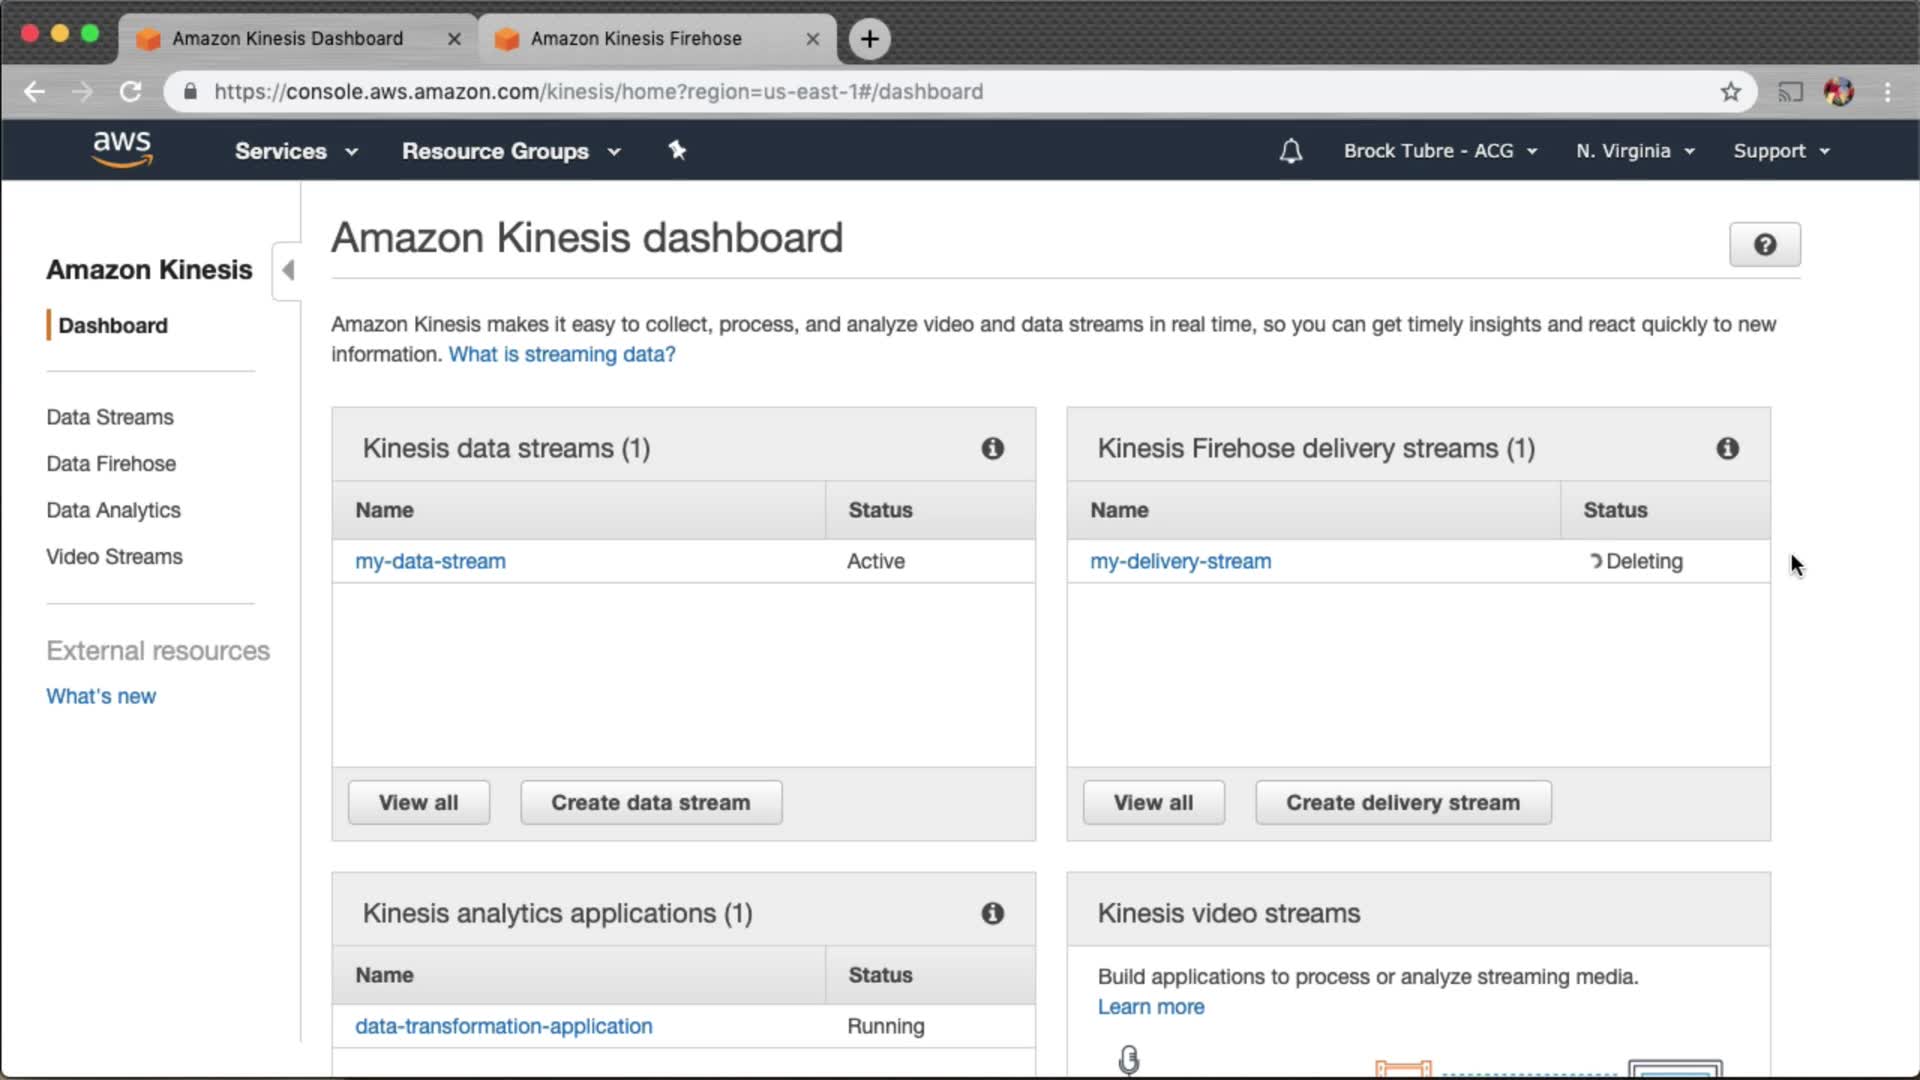 Amazon Kinesis Dashboard
Amazon Kinesis Firehose
https://console.aws.amazon.com/kinesis/home?region=us-east-1#/dashboard
aws
Services
Resource Groups
Brock Tubre - ACG
N. Virginia
Support
Amazon Kinesis
Dashboard
Data Streams
Data Firehose
Data Analytics
Video Streams
External resources
What's new
Amazon Kinesis dashboard
Amazon Kinesis makes it easy to collect, process, and analyze video and data streams in real time, so you can get timely insights and react quickly to new
information. What is streaming data?
Kinesis data streams (1)
Name Status
my-data-stream Active
View all Create data stream
Kinesis Firehose delivery streams (1)
Name Status
my-delivery-stream Deleting
View all Create delivery stream
Kinesis analytics applications (1)
Name Status
data-transformation-application Running
Kinesis video streams
Build applications to process or analyze streaming media.
Learn more